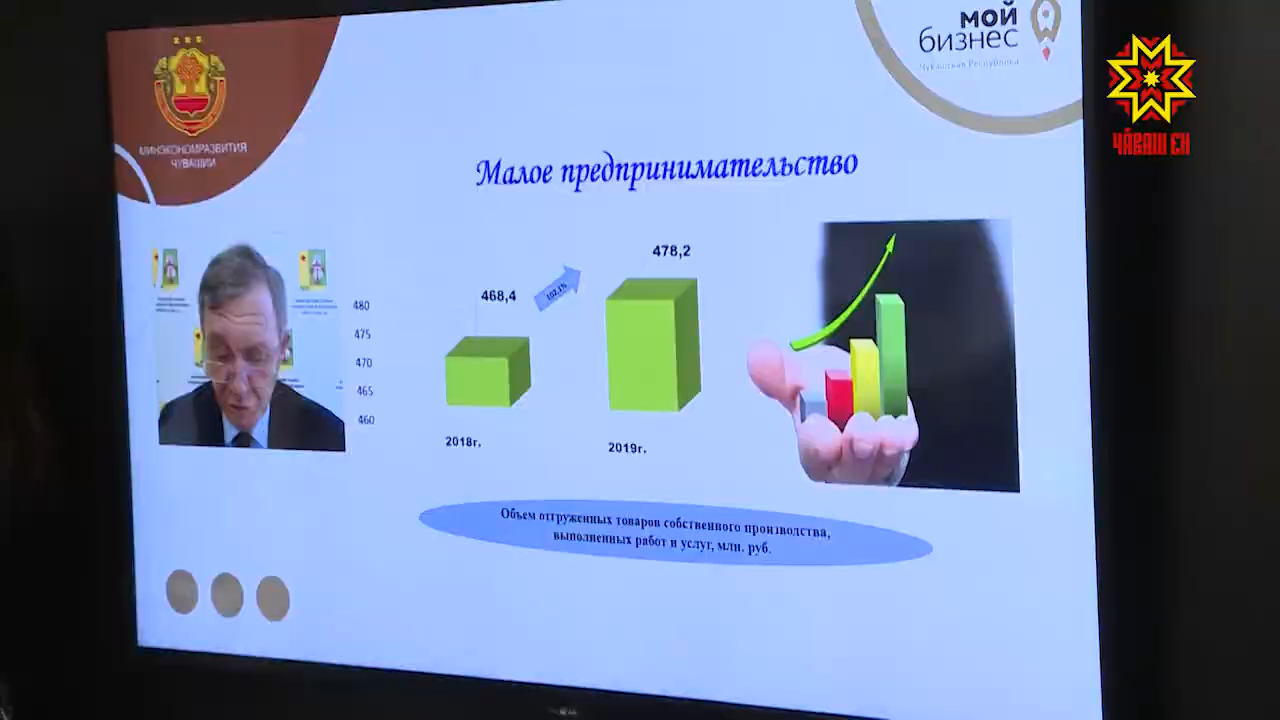 МИНЭКОНОМРАЗВИТИЯ
ЧУВАШИИ
мой
бизнес
Чувашская Республика
ЧӐВАШ ЕН
Малое предпринимательство
480
475
470
465
460
468,4
102,1%
478,2
2018г.
2019г.
Объем отгруженных товаров собственного производства,
выполненных работ и услуг, млн. руб.